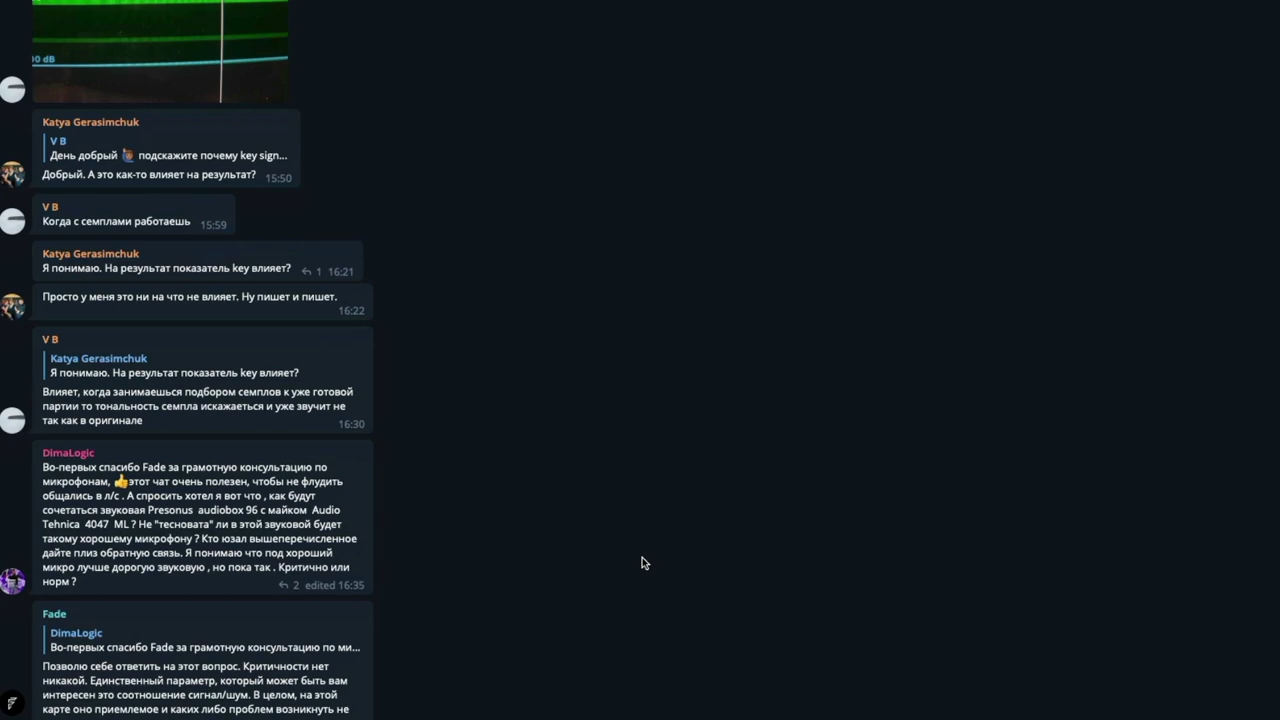 00 dB
Katya Gerasimchuk
V B
День добрый 🙋🏽‍♂️ подскажите почему key sign...
Добрый. А это как-то влияет на результат? 15:50
V B
Когда с семплами работаешь 15:59
Katya Gerasimchuk
Я понимаю. На результат показатель key влияет? 1 16:21
Просто у меня это ни на что не влияет. Ну пишет и пишет.
16:22
V B
Katya Gerasimchuk
Я понимаю. На результат показатель key влияет?
Влияет, когда занимаешься подбором семплов к уже готовой
партии то тональность семпла искажаеться и уже звучит не
так как в оригинале 16:30
DimaLogic
Во-первых спасибо Fade за грамотную консультацию по
микрофонам, 👍этот чат очень полезен, чтобы не флудить
общались в л/с . А спросить хотел я вот что , как будут
сочетаться звуковая Presonus audiobox 96 с майком Audio
Tehnica 4047 ML ? Не "тесновата" ли в этой звуковой будет
такому хорошему микрофону ? Кто юзал вышеперечисленное
дайте плиз обратную связь. Я понимаю что под хороший
микро лучше дорогую звуковую , но пока так . Критично или
норм ? 2 edited 16:35
Fade
DimaLogic
Во-первых спасибо Fade за грамотную консультацию по ми...
Позволю себе ответить на этот вопрос. Критичности нет
никакой. Единственный параметр, который может быть вам
интересен это соотношение сигнал/шум. В целом, на этой
карте оно приемлемое и каких либо проблем возникнуть не